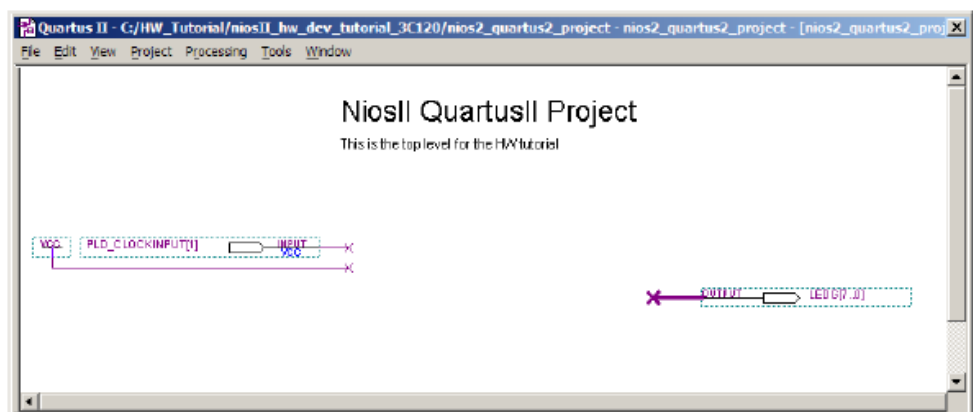 Quartus II - C:/HW_Tutorial/niosII_hw_dev_tutorial_3C120/nios2_quartus2_project - nios2_quartus2_project - [nios2_quartus2_proj
File Edit View Project Processing Tools Window
NiosII QuartusII Project
This is the top level for the HW tutorial
VCC PLD_CLOCKINPUT[1] INPUT
VCC
OUTPUT LEDG[7..0]